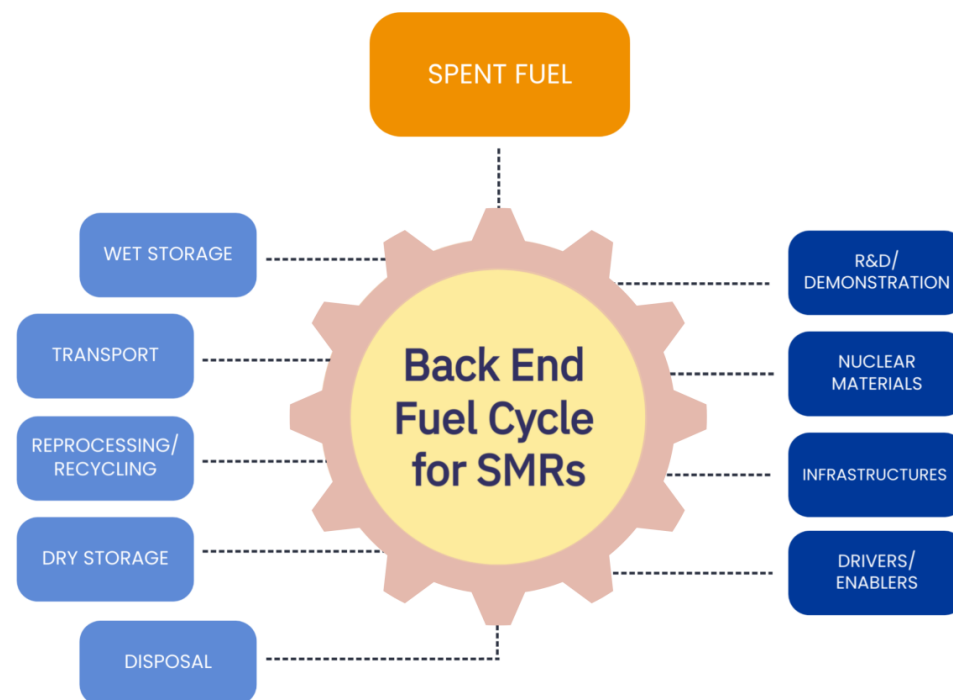 SPENT FUEL
WET STORAGE
TRANSPORT
REPROCESSING/
RECYCLING
DRY STORAGE
DISPOSAL
Back End
Fuel Cycle
for SMRs
R&D/
DEMONSTRATION
NUCLEAR
MATERIALS
INFRASTRUCTURES
DRIVERS/
ENABLERS